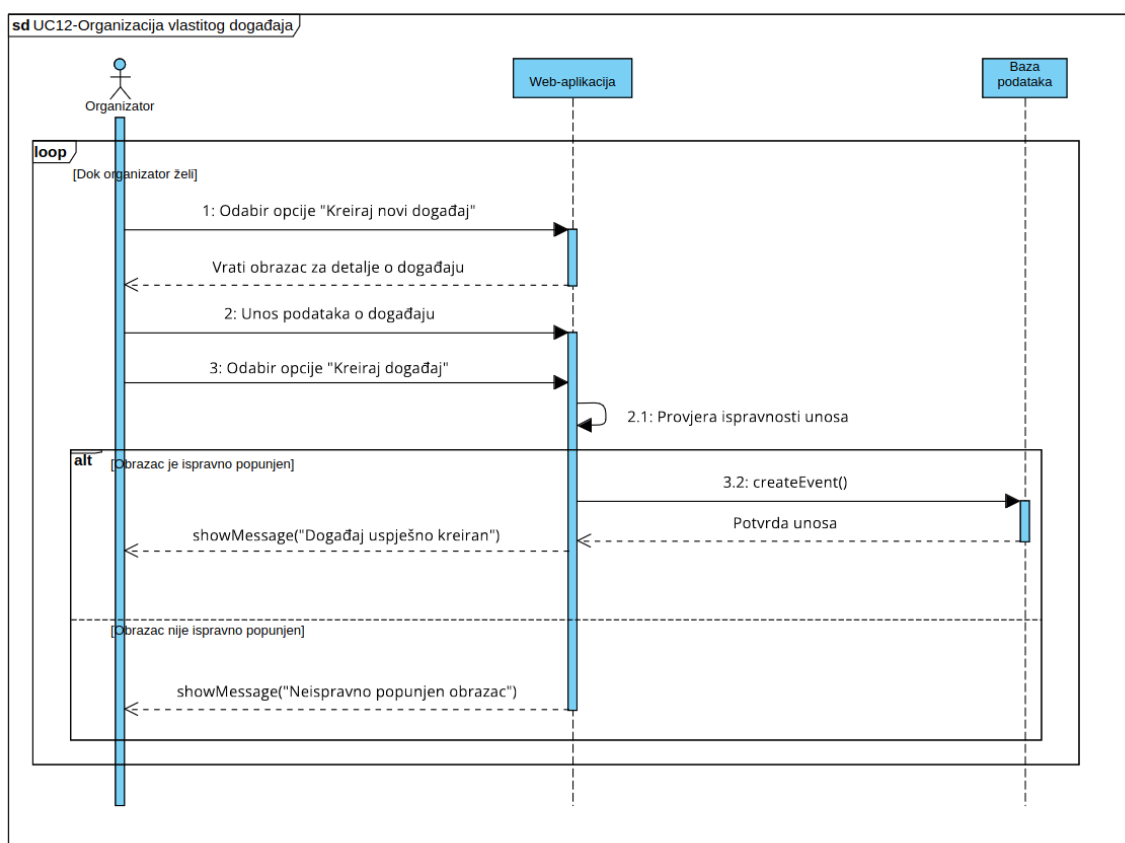 sd UC12-Organizacija vlastitog događaja
Organizator
Web-aplikacija
Baza
podataka
loop
[Dok organizator želi]
1: Odabir opcije "Kreiraj novi događaj"
Vrati obrazac za detalje o događaju
2: Unos podataka o događaju
3: Odabir opcije "Kreiraj događaj"
2.1: Provjera ispravnosti unosa
alt
[Obrazac je ispravno popunjen]
3.2: createEvent()
Potvrda unosa
showMessage("Događaj uspješno kreiran")
[Obrazac nije ispravno popunjen]
showMessage("Neispravno popunjen obrazac")